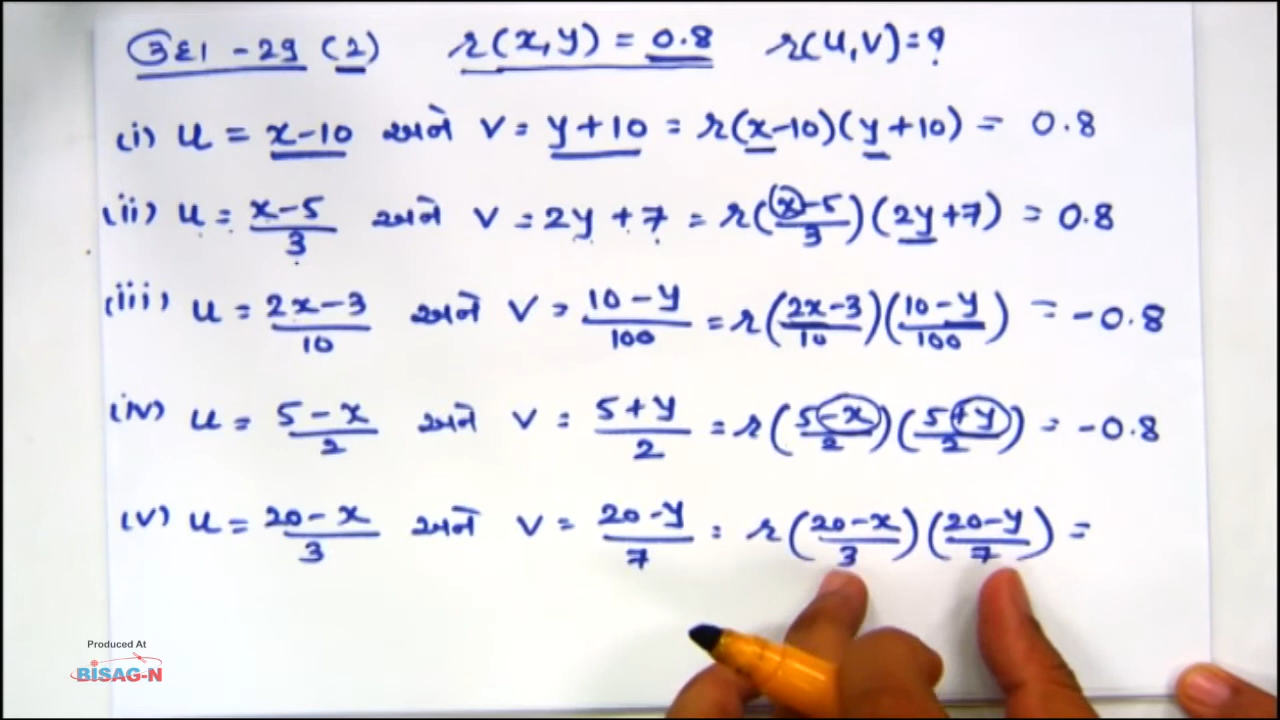 ઉદા - 29 (2) r(x,y) = 0.8 r(u,v)=?
(i) u = x-10 અને v = y+10 = r(x-10)(y+10) = 0.8
(ii) u = x-5/3 અને v = 2y+7 = r(x-5/3)(2y+7) = 0.8
(iii) u = 2x-3/10 અને v = 10-y/100 = r(2x-3/10)(10-y/100) = -0.8
(iv) u = 5-x/2 અને v = 5+y/2 = r(5-x/2)(5+y/2) = -0.8
(v) u = 20-x/3 અને v = 20-y/7 = r(20-x/3)(20-y/7) =
Produced At
BISAG-N